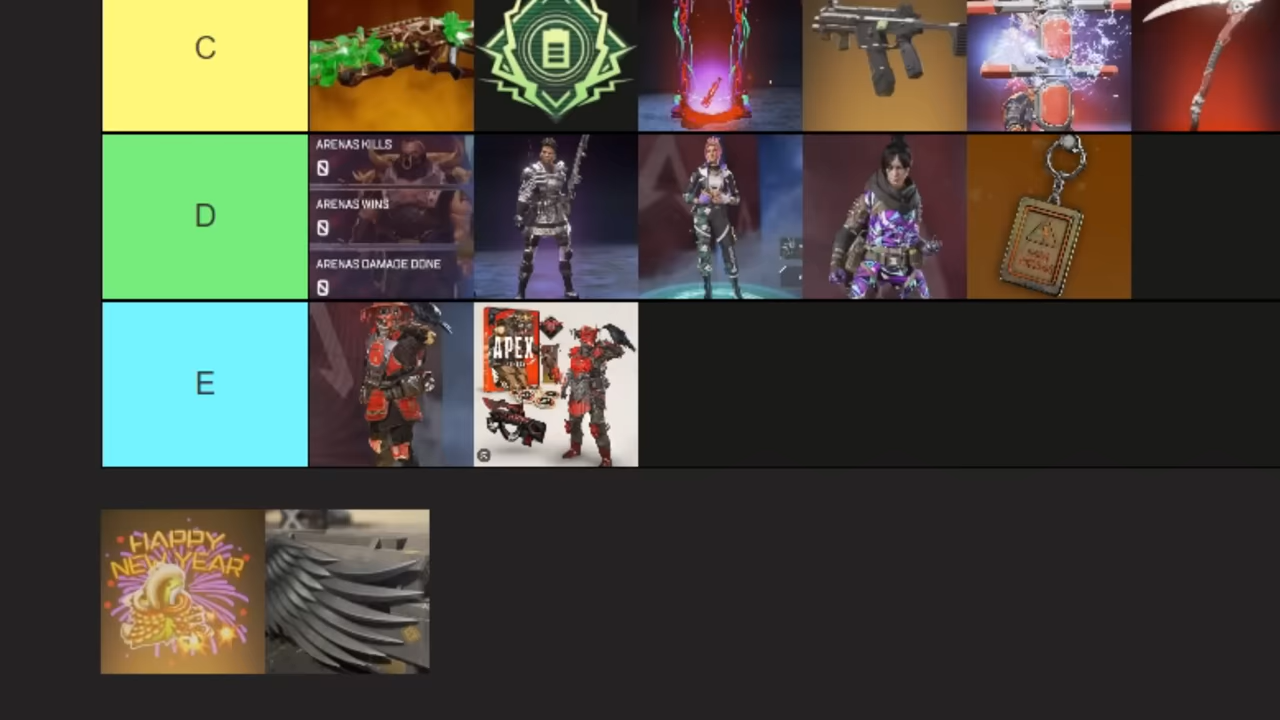 C
D
ARENAS KILLS
0
ARENAS WINS
0
ARENAS DAMAGE DONE
0
E
APEX
HAPPY
NEW YEAR